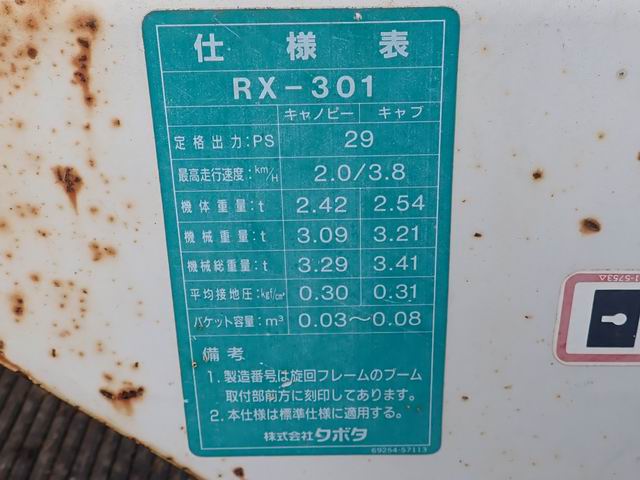 仕様表
RX-301
キャノピー キャブ
定格出力:PS 29
最高走行速度:km/H 2.0/3.8
機体重量:t 2.42 2.54
機械重量:t 3.09 3.21
機械総重量:t 3.29 3.41
平均接地圧:kgf/cm² 0.30 0.31
バケット容量:m³ 0.03〜0.08
備考
1. 製造番号は旋回フレームのブーム
取付部前方に刻印してあります。
2. 本仕様は標準仕様に適用する。
株式会社クボタ
69254-57113
1-5753△